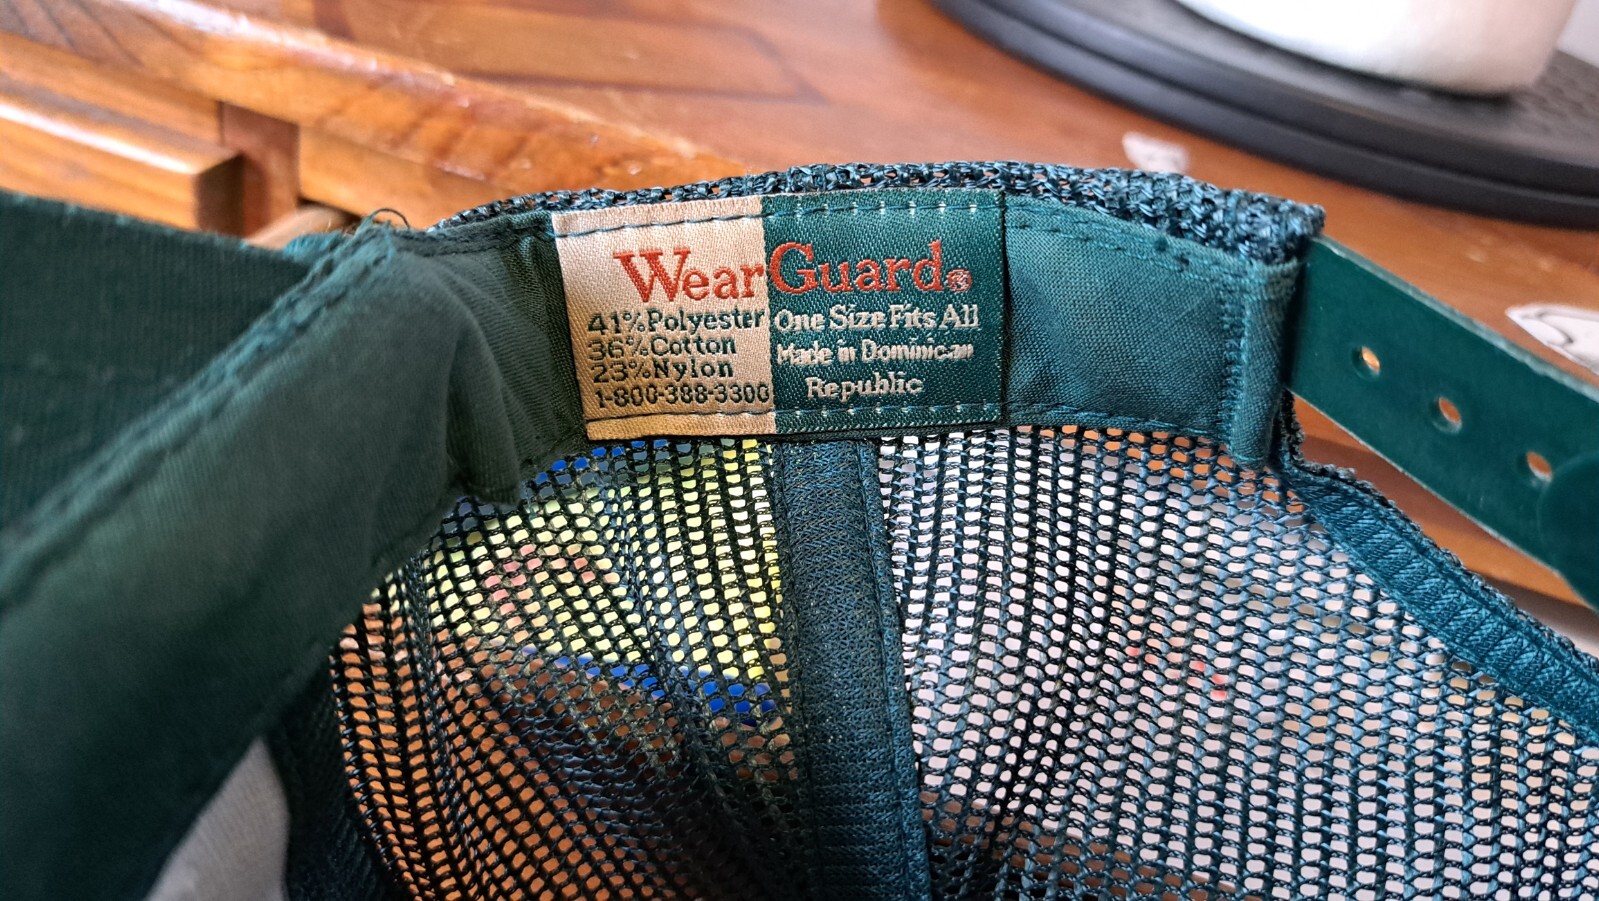 WearGuard®
41% Polyester
36% Cotton
23% Nylon
1-800-388-3300
One Size Fits All
Made in Dominican
Republic